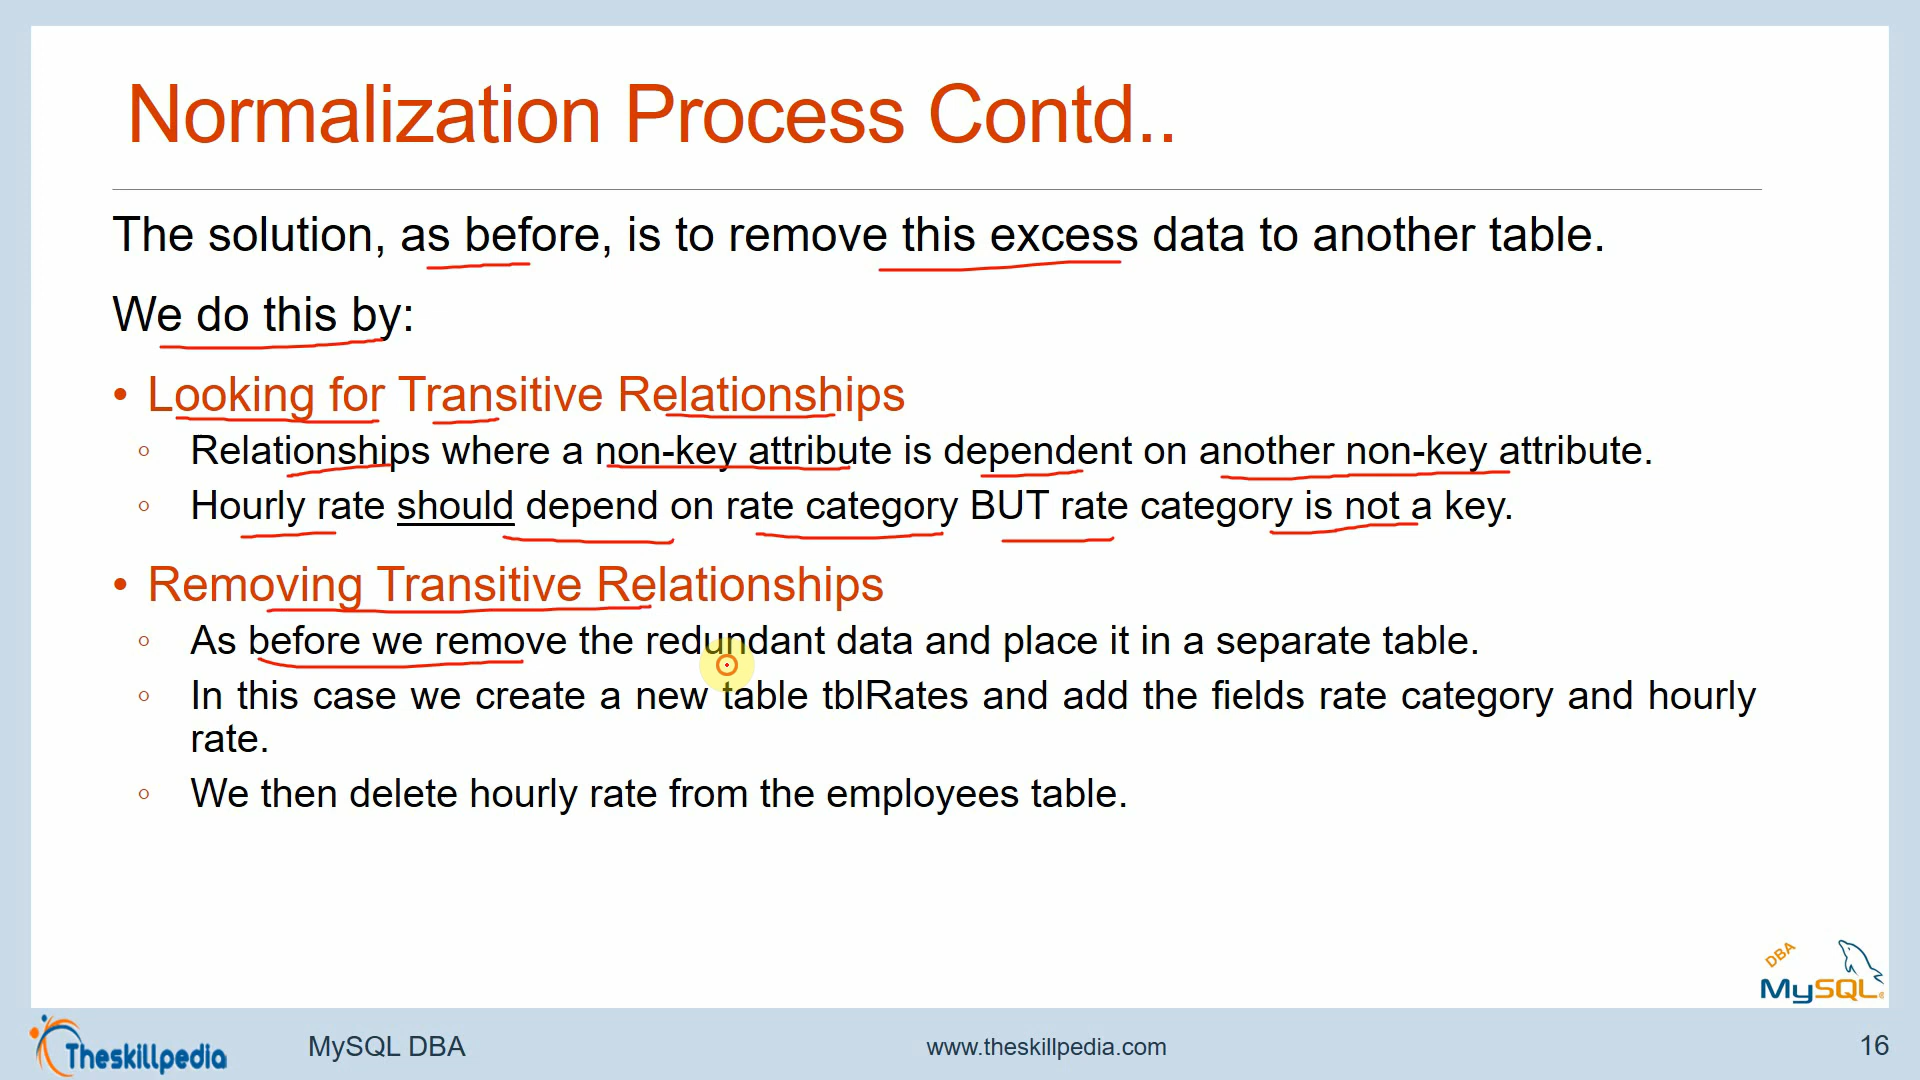 Normalization Process Contd..
The solution, as before, is to remove this excess data to another table.
We do this by:
• Looking for Transitive Relationships
◦ Relationships where a non-key attribute is dependent on another non-key attribute.
◦ Hourly rate should depend on rate category BUT rate category is not a key.
• Removing Transitive Relationships
◦ As before we remove the redundant data and place it in a separate table.
◦ In this case we create a new table tblRates and add the fields rate category and hourly
rate.
◦ We then delete hourly rate from the employees table.
DBA
MySQL®
Theskillpedia
MySQL DBA
www.theskillpedia.com
16